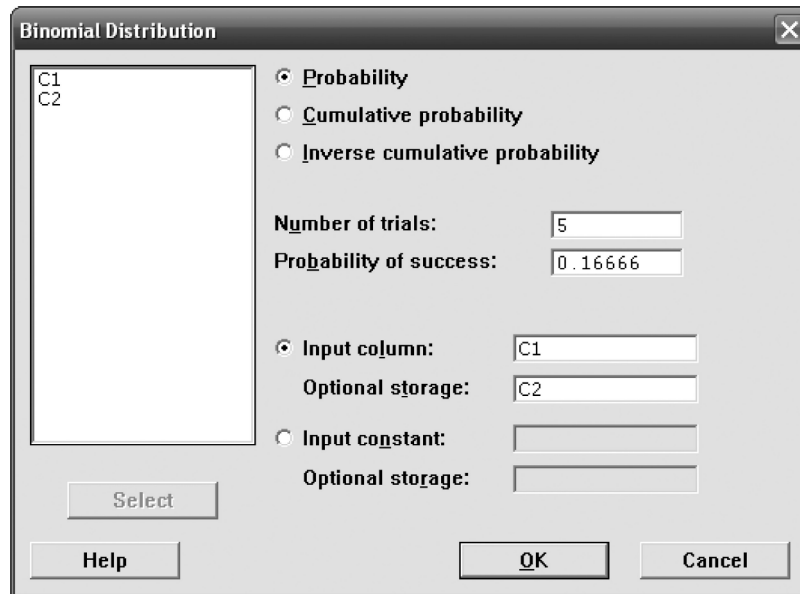 Binomial Distribution
C1
C2
Probability
Cumulative probability
Inverse cumulative probability
Number of trials: 5
Probability of success: 0.16666
Input column: C1
Optional storage: C2
Input constant:
Optional storage:
Select
Help
OK
Cancel